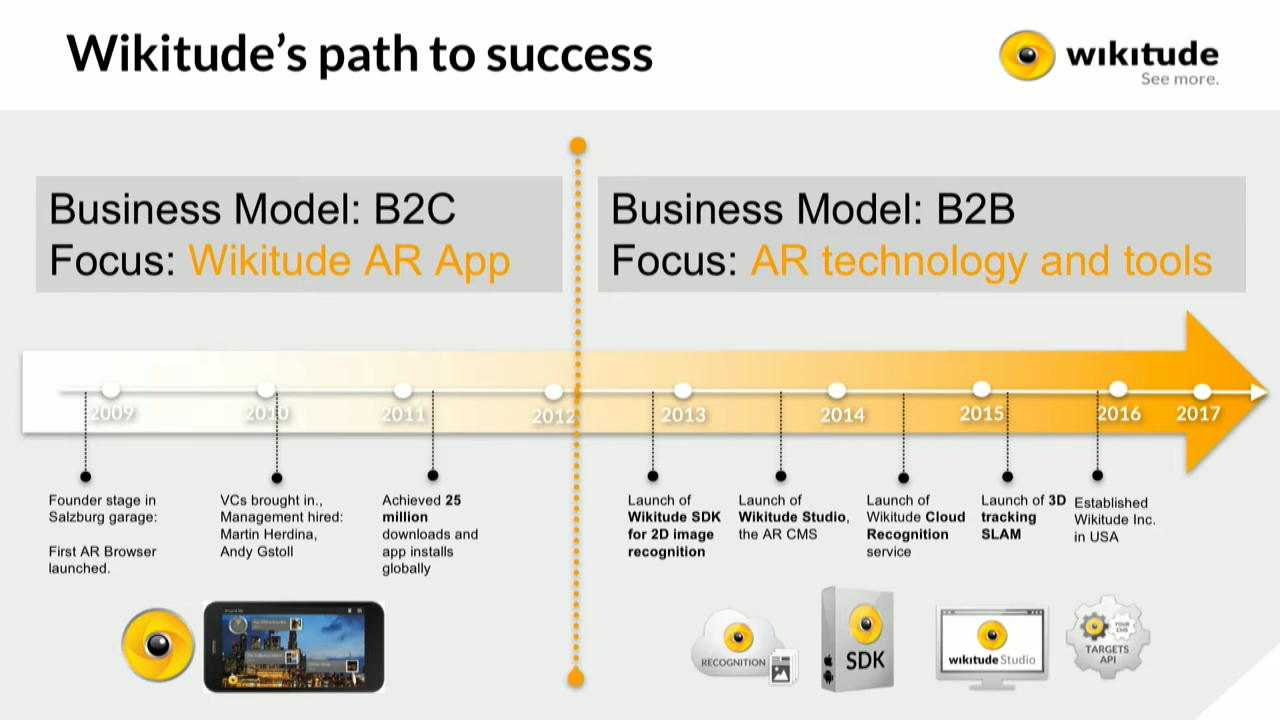 Wikitude's path to success
wikitude
See more.
Business Model: B2C
Focus: Wikitude AR App
Business Model: B2B
Focus: AR technology and tools
2009
2010
2011
2012
2013
2014
2015
2016
2017
Founder stage in
Salzburg garage:
First AR Browser
launched.
VCs brought in.,
Management hired:
Martin Herdina,
Andy Gstoll
Achieved 25
million
downloads and
app installs
globally
Launch of
Wikitude SDK
for 2D image
recognition
Launch of
Wikitude Studio,
the AR CMS
Launch of
Wikitude Cloud
Recognition
service
Launch of 3D
tracking
SLAM
Established
Wikitude Inc.
in USA
RECOGNITION
SDK
wikitude Studio
YOUR
CMS
TARGETS
API